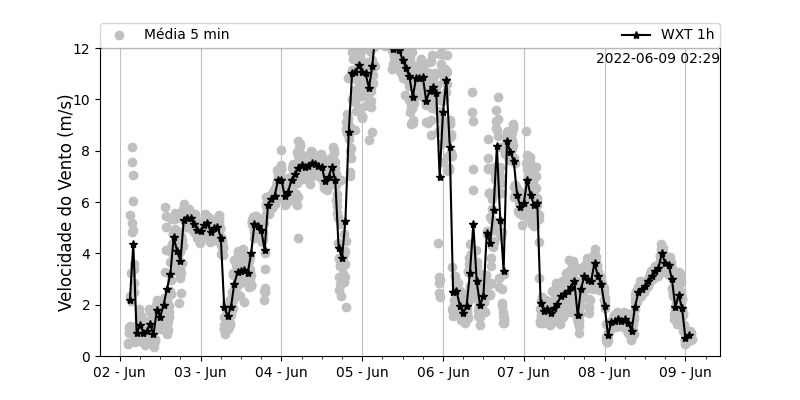 Média 5 min
WXT 1h
2022-06-09 02:29
Velocidade do Vento (m/s)
12
10
8
6
4
2
0
02 - Jun
03 - Jun
04 - Jun
05 - Jun
06 - Jun
07 - Jun
08 - Jun
09 - Jun